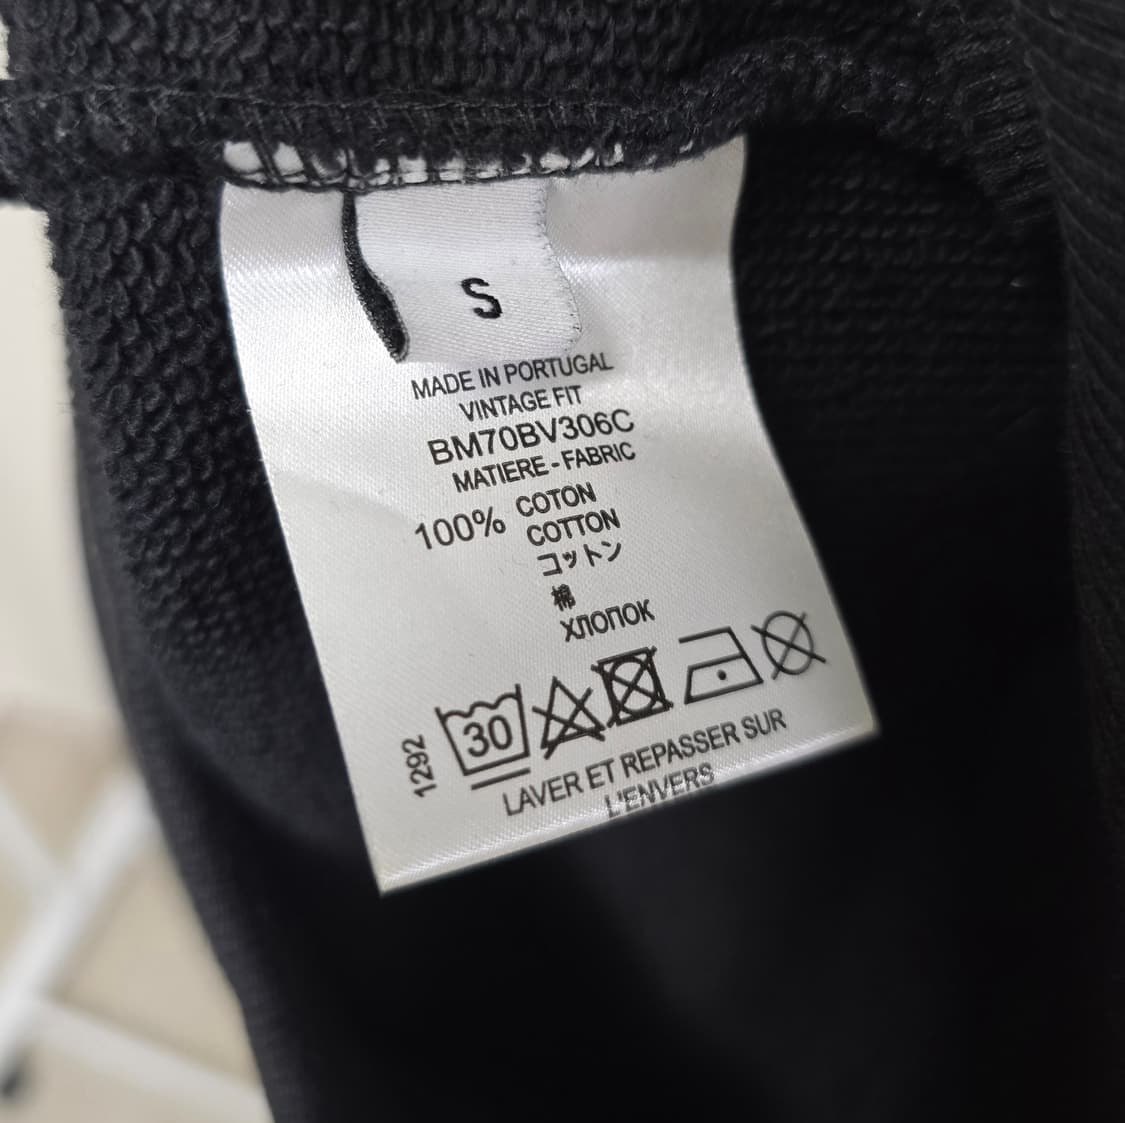 S
MADE IN PORTUGAL
VINTAGE FIT
BM70BV306C
MATIERE - FABRIC
100% COTON
COTTON
コットン
棉
ХЛОПОК
30
1292
LAVER ET REPASSER SUR
L'ENVERS